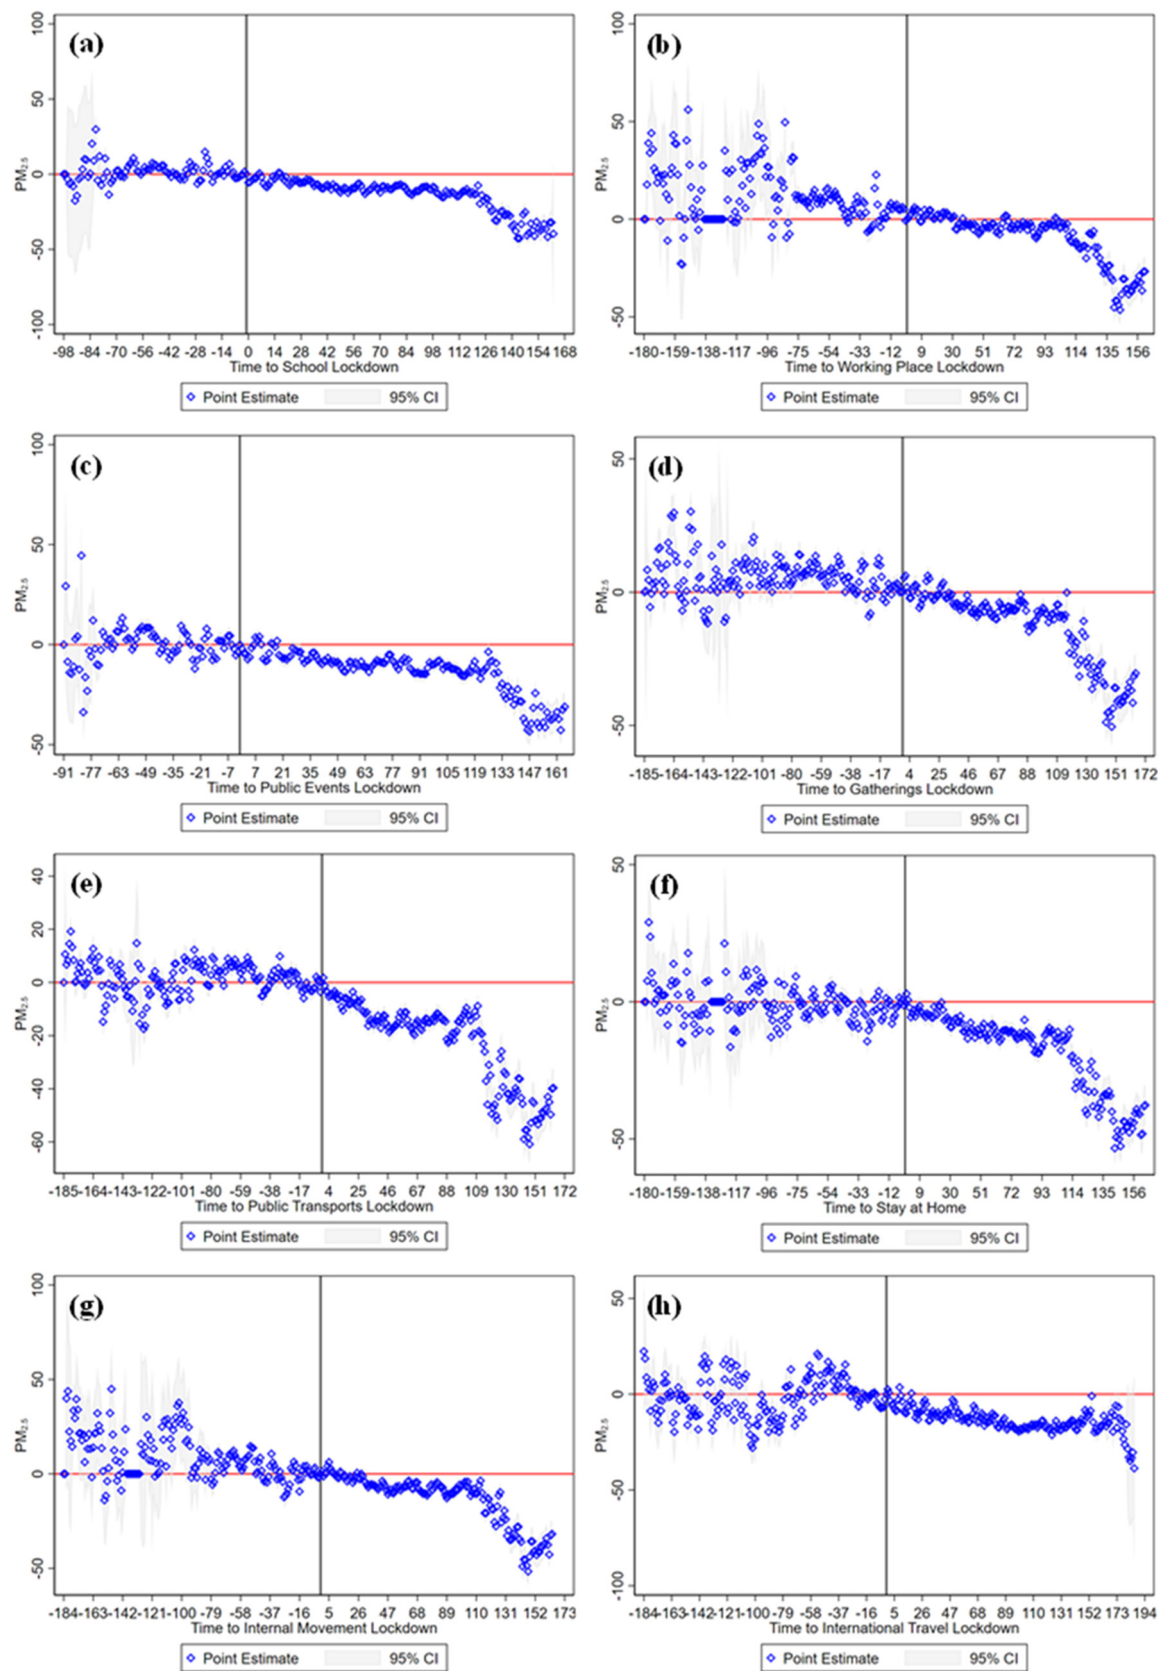 (a)
100
50
0
-50
-100
PM2.5
-98 -84 -70 -56 -42 -28 -14 0 14 28 42 56 70 84 98 112 126 140 154 168
Time to School Lockdown
Point Estimate 95% CI
(b)
100
50
0
-50
PM2.5
-180 -159 -138 -117 -96 -75 -54 -33 -12 9 30 51 72 93 114 135 156
Time to Working Place Lockdown
Point Estimate 95% CI
(c)
100
50
0
-50
PM2.5
-91 -77 -63 -49 -35 -21 -7 7 21 35 49 63 77 91 105 119 133 147 161
Time to Public Events Lockdown
Point Estimate 95% CI
(d)
50
0
-50
PM2.5
-185 -164 -143 -122 -101 -80 -59 -38 -17 4 25 46 67 88 109 130 151 172
Time to Gatherings Lockdown
Point Estimate 95% CI
(e)
40
20
0
-20
-40
-60
PM2.5
-185 -164 -143 -122 -101 -80 -59 -38 -17 4 25 46 67 88 109 130 151 172
Time to Public Transports Lockdown
Point Estimate 95% CI
(f)
50
0
-50
PM2.5
-180 -159 -138 -117 -96 -75 -54 -33 -12 9 30 51 72 93 114 135 156
Time to Stay at Home
Point Estimate 95% CI
(g)
100
50
0
-50
PM2.5
-184 -163 -142 -121 -100 -79 -58 -37 -16 5 26 47 68 89 110 131 152 173
Time to Internal Movement Lockdown
Point Estimate 95% CI
(h)
50
0
-50
-100
PM2.5
-184 -163 -142 -121 -100 -79 -58 -37 -16 5 26 47 68 89 110 131 152 173 194
Time to International Travel Lockdown
Point Estimate 95% CI